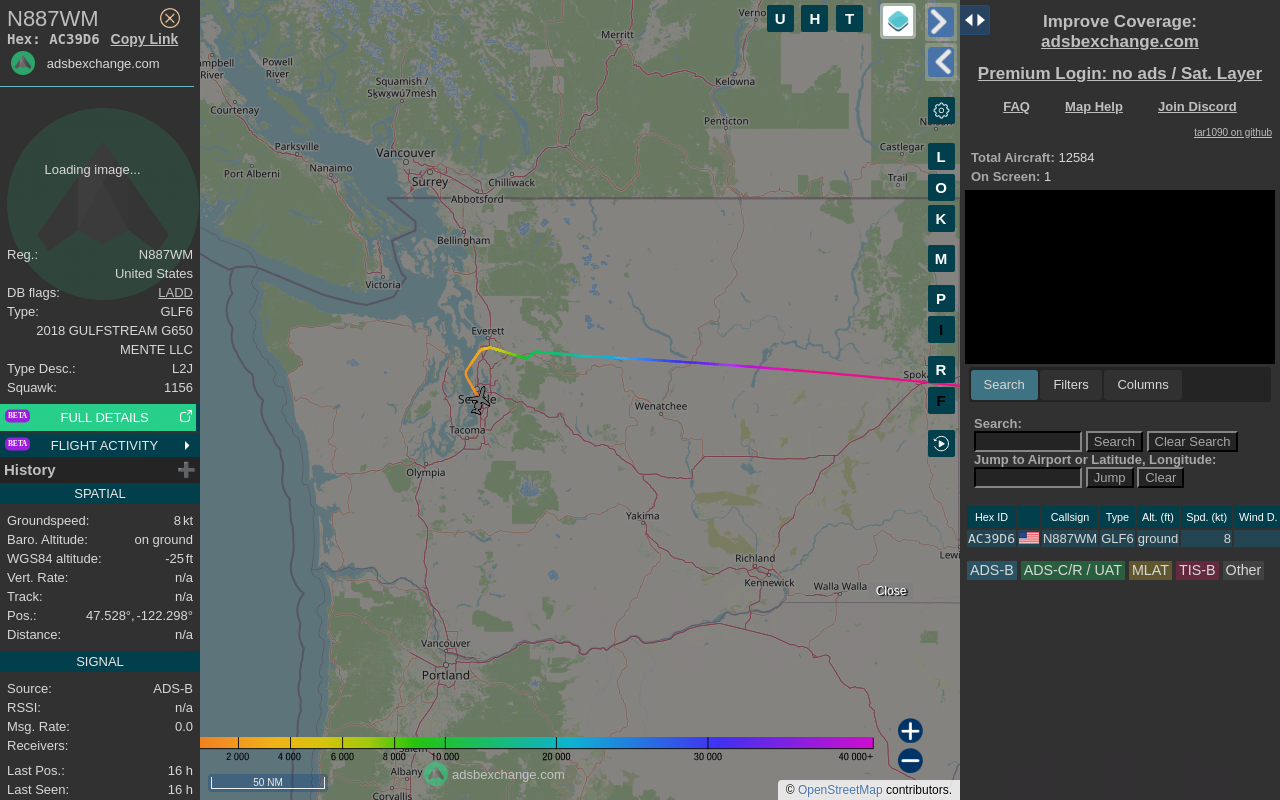 N887WM
Hex: AC39D6 Copy Link
adsbexchange.com
Loading image...
Reg.: N887WM
United States
DB flags: LADD
Type: GLF6
2018 GULFSTREAM G650
MENTE LLC
Type Desc.: L2J
Squawk: 1156
BETA FULL DETAILS
BETA FLIGHT ACTIVITY
History
SPATIAL
Groundspeed: 8 kt
Baro. Altitude: on ground
WGS84 altitude: -25 ft
Vert. Rate: n/a
Track: n/a
Pos.: 47.528°, -122.298°
Distance: n/a
SIGNAL
Source: ADS-B
RSSI: n/a
Msg. Rate: 0.0
Receivers:
Last Pos.: 16 h
Last Seen: 16 h
U H T
Merritt
Powell
River
River
Squamish /
Sḵwx̱wú7mesh
Kelowna
Courtenay
Penticton
Parksville
Nanaimo
Vancouver
Castlegar
Port Alberni
Surrey
Chilliwack
Trail
Abbotsford
Bellingham
Victoria
Everett
Wenatchee
Tacoma
Olympia
Yakima
Richland
Kennewick
Walla Walla
Close
Vancouver
Portland
Albany
Corvallis
L
O
K
M
P
I
R
F
2 000 4 000 6 000 8 000 10 000 20 000 30 000 40 000+
50 NM
adsbexchange.com
© OpenStreetMap contributors.
Improve Coverage:
adsbexchange.com
Premium Login: no ads / Sat. Layer
FAQ Map Help Join Discord
tar1090 on github
Total Aircraft: 12584
On Screen: 1
Search Filters Columns
Search:
Search Clear Search
Jump to Airport or Latitude, Longitude:
Jump Clear
Hex ID Callsign Type Alt. (ft) Spd. (kt) Wind D.
AC39D6 N887WM GLF6 ground 8
ADS-B ADS-C/R / UAT MLAT TIS-B Other